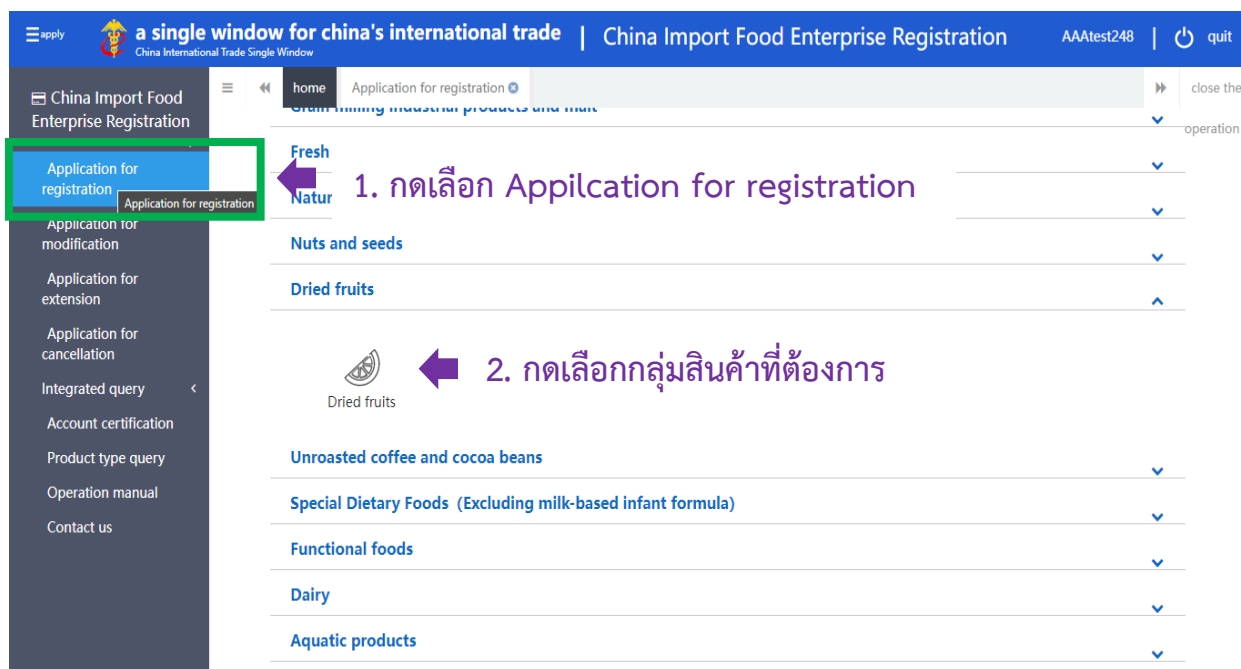 apply
a single window for china's international trade | China Import Food Enterprise Registration
China International Trade Single Window
AAAtest248 | quit
China Import Food
Enterprise Registration
Application for
registration
Application for registration
Application for
modification
Application for
extension
Application for
cancellation
Integrated query
Account certification
Product type query
Operation manual
Contact us
home
Application for registration
close the
operation
Grain milling industrial products and malt
Fresh
Natur
1. กดเลือก Appilcation for registration
Nuts and seeds
Dried fruits
2. กดเลือกกลุ่มสินค้าที่ต้องการ
Dried fruits
Unroasted coffee and cocoa beans
Special Dietary Foods (Excluding milk-based infant formula)
Functional foods
Dairy
Aquatic products